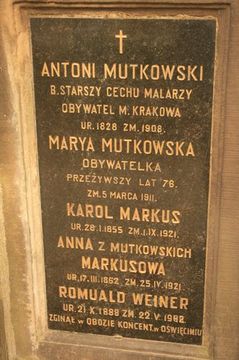 ANTONI MUTKOWSKI
B. STARSZY CECHU MALARZY
OBYWATEL M. KRAKOWA
UR. 1828 ZM. 1908.
MARYA MUTKOWSKA
OBYWATELKA
PRZEŻYWSZY LAT 76.
ZM. 5 MARCA 1911.
KAROL MARKUS
UR. 28.I.1855 ZM. 1.IX.1921.
ANNA Z MUTKOWSKICH
MARKUSOWA
UR. 17.III.1862 ZM. 25.IV.1921
ROMUALD WEINER
UR. 21.X.1888 ZM. 22.V.1982
ZGINĄŁ W OBOZIE KONCENT. W OŚWIĘCIMIU